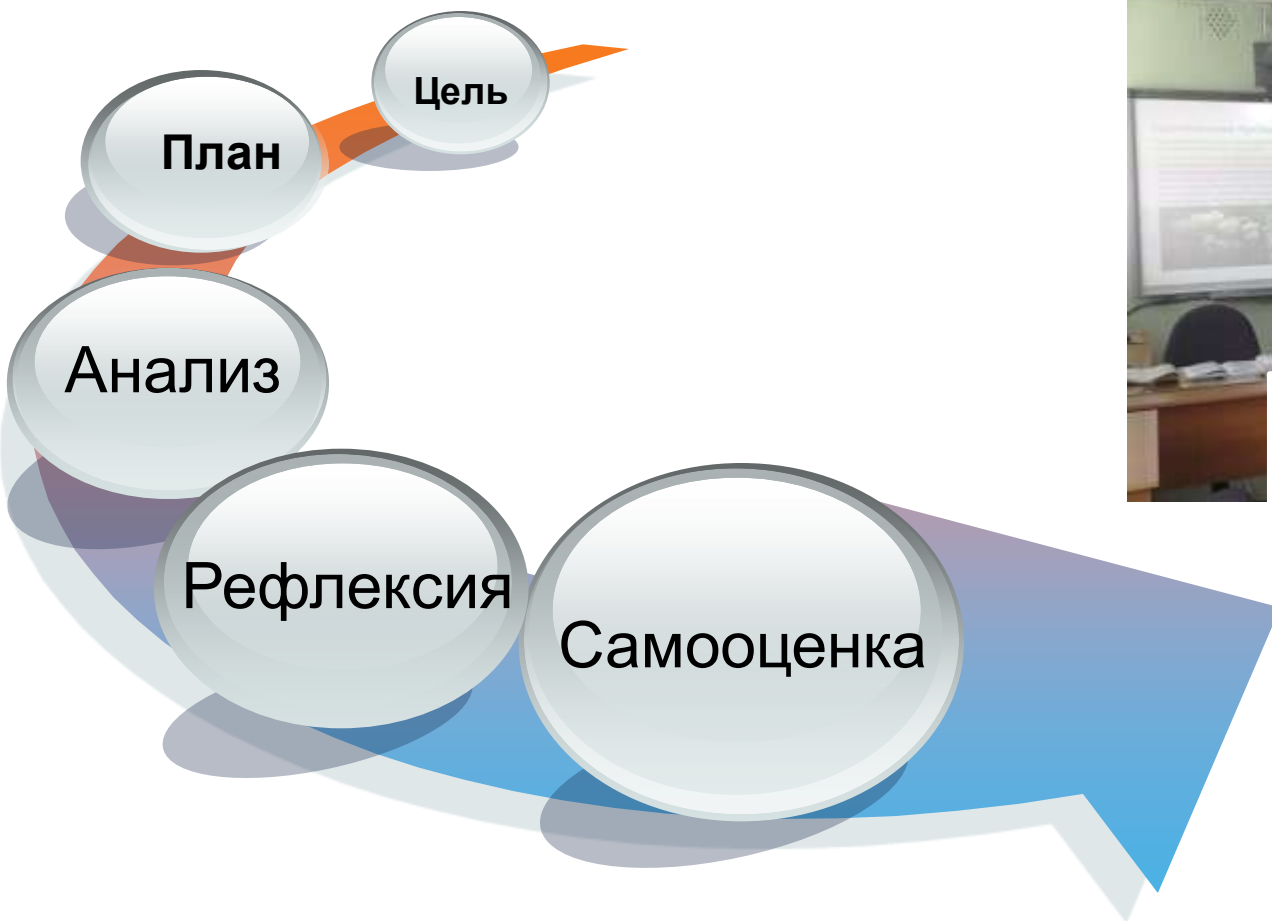 Цель
План
Анализ
Рефлексия
Самооценка